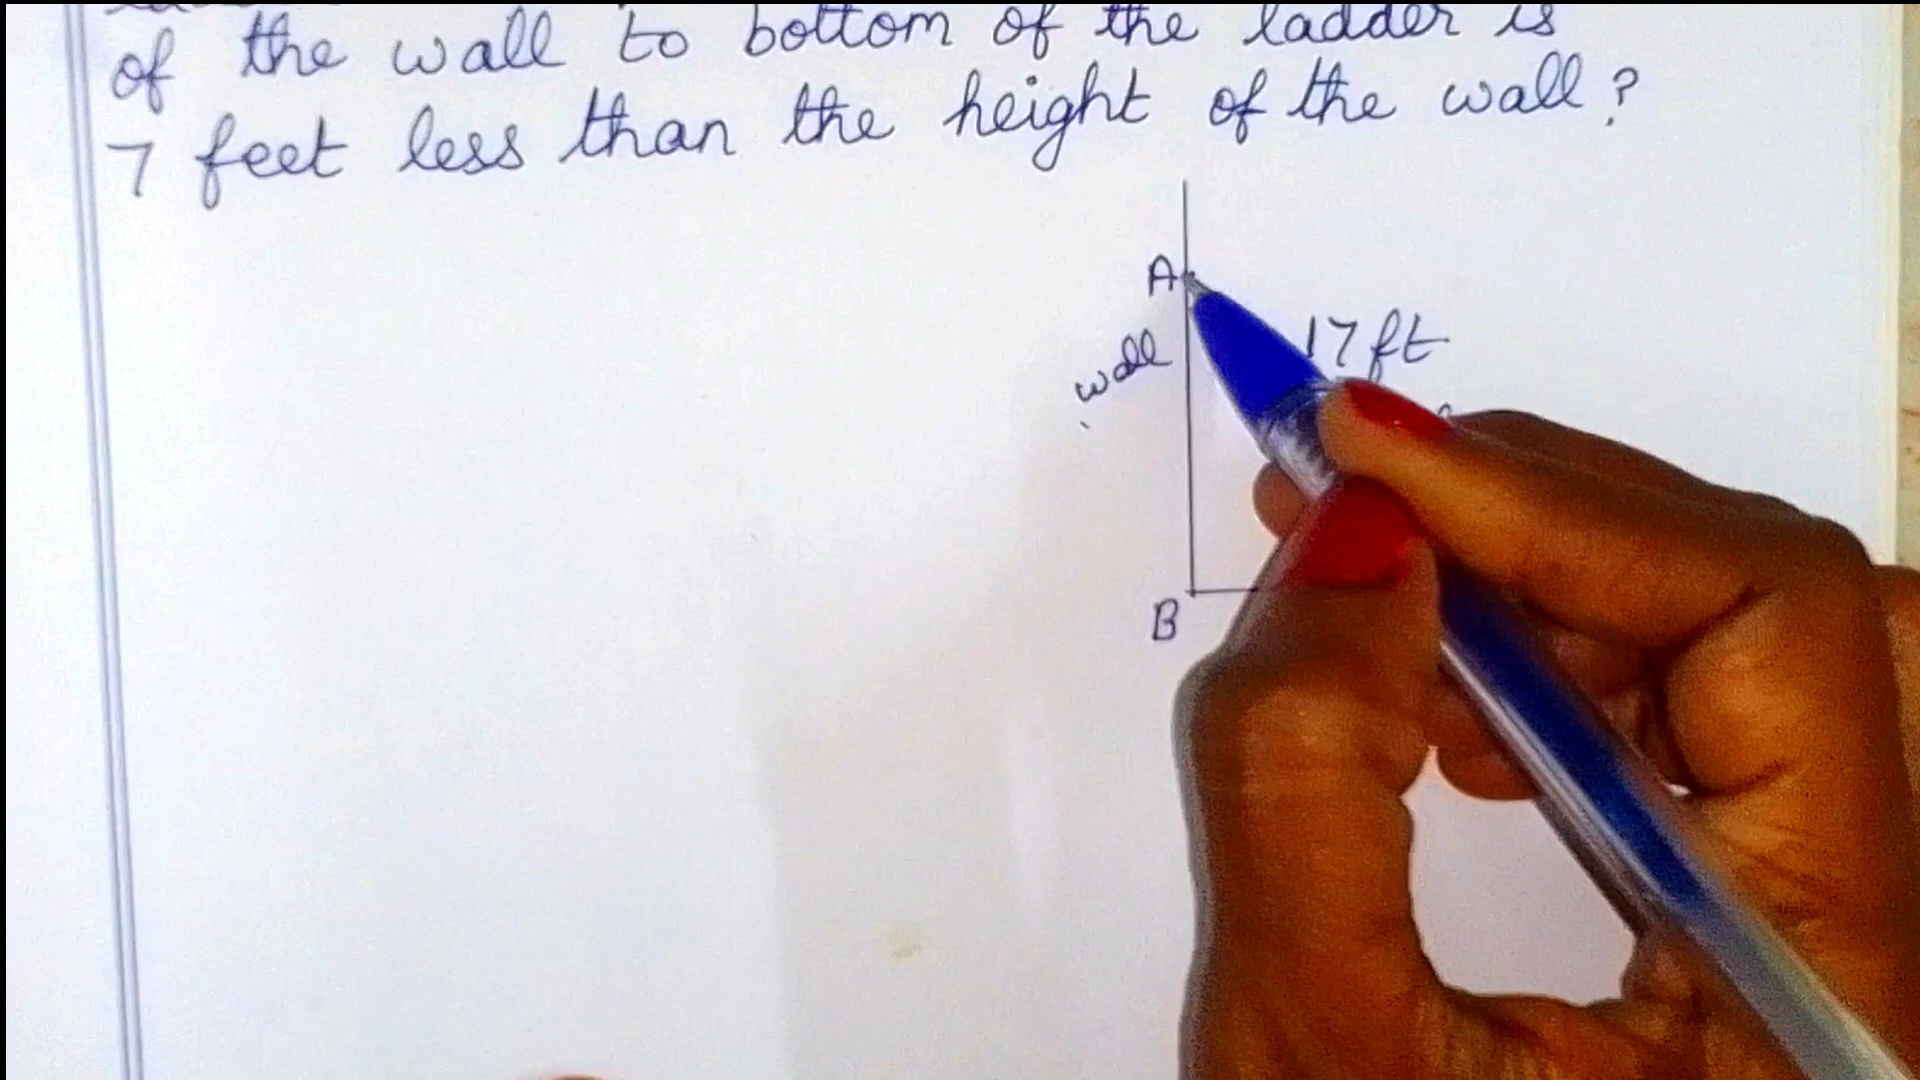 of the wall to bottom of the ladder is
7 feet less than the height of the wall?
A
17 ft
wall
B